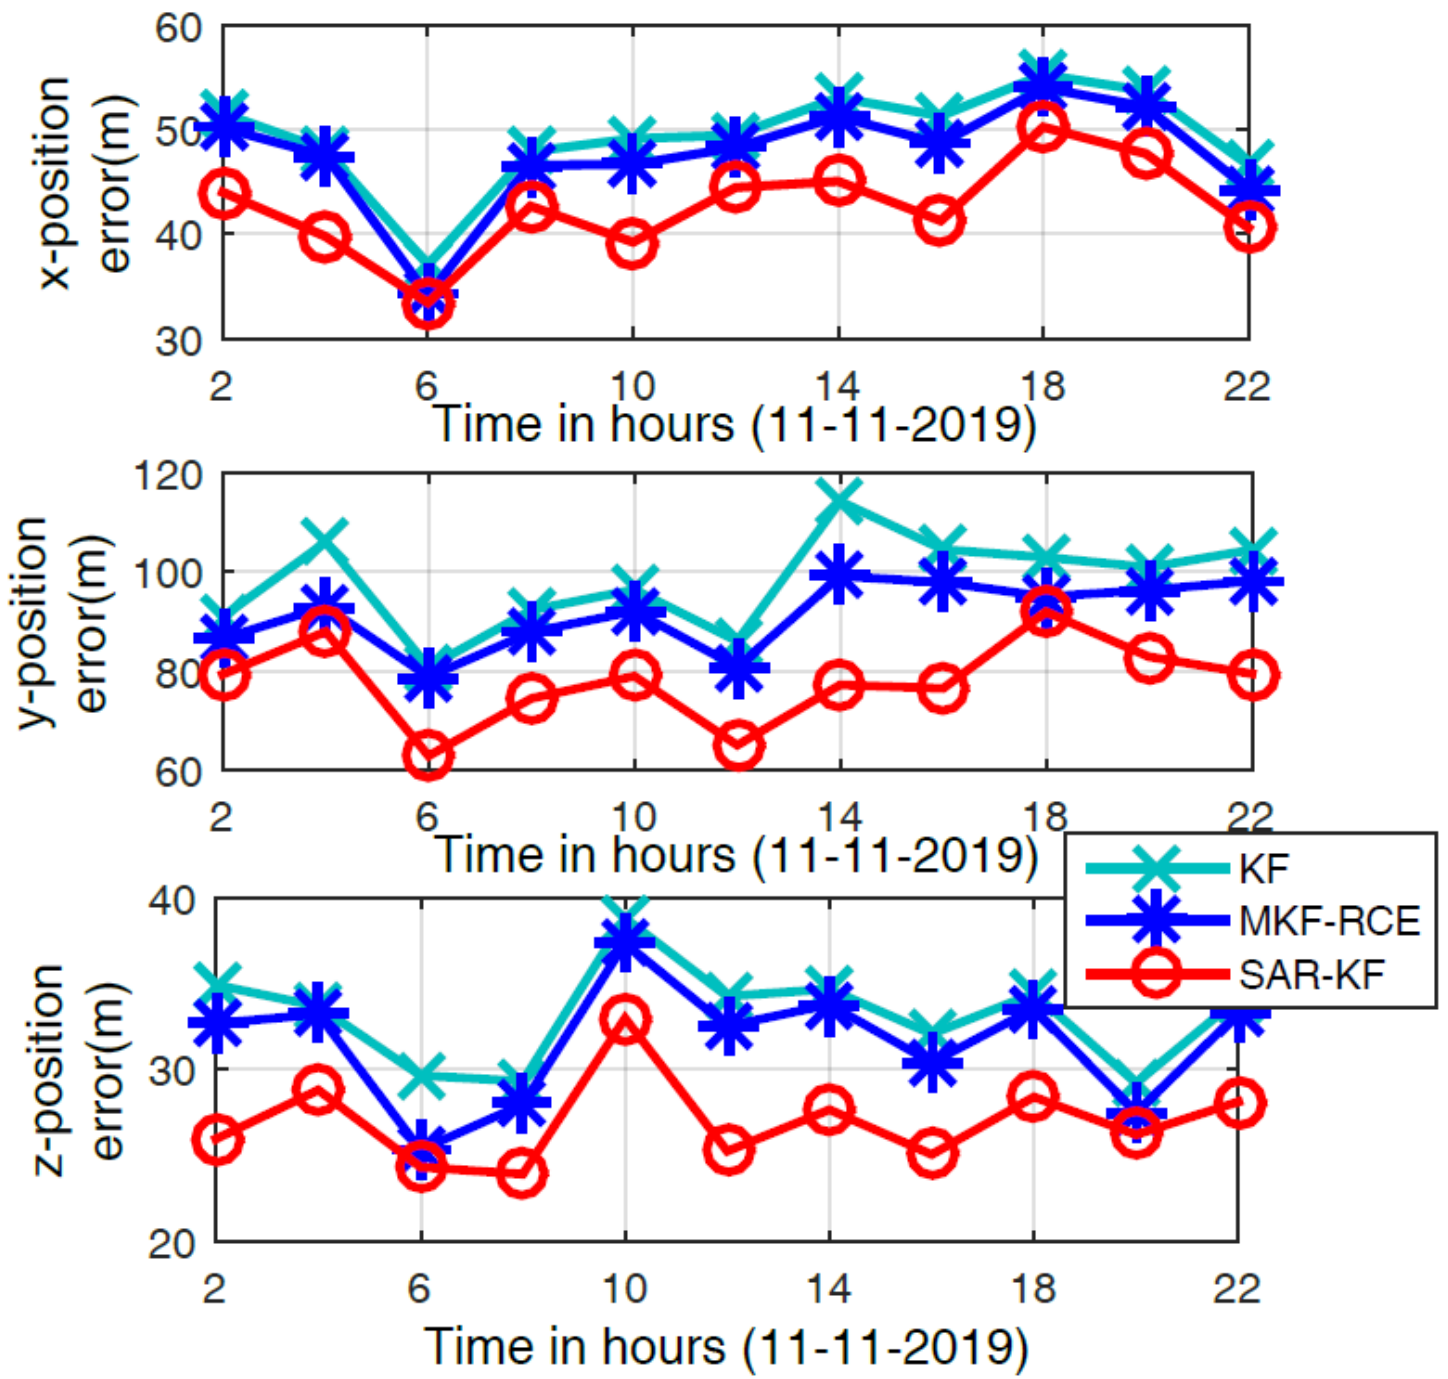 60
50
40
30
x-position
error(m)
2 6 10 14 18 22
Time in hours (11-11-2019)
120
100
80
60
y-position
error(m)
2 6 10 14 18 22
Time in hours (11-11-2019)
KF
MKF-RCE
SAR-KF
40
30
20
z-position
error(m)
2 6 10 14 18 22
Time in hours (11-11-2019)